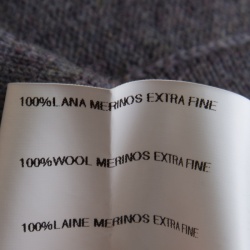 100%LANA MERINOS EXTRA FINE
100%WOOL MERINOS EXTRA FINE
100%LAINE MERINOS EXTRA FINE